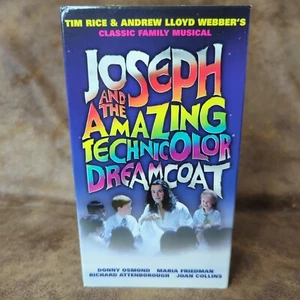 TIM RICE & ANDREW LLOYD WEBBER'S
CLASSIC FAMILY MUSICAL
JOSEPH
AND THE
AMAZING
TECHNICOLOR
DREAMCOAT
DONNY OSMOND MARIA FRIEDMAN
RICHARD ATTENBOROUGH JOAN COLLINS